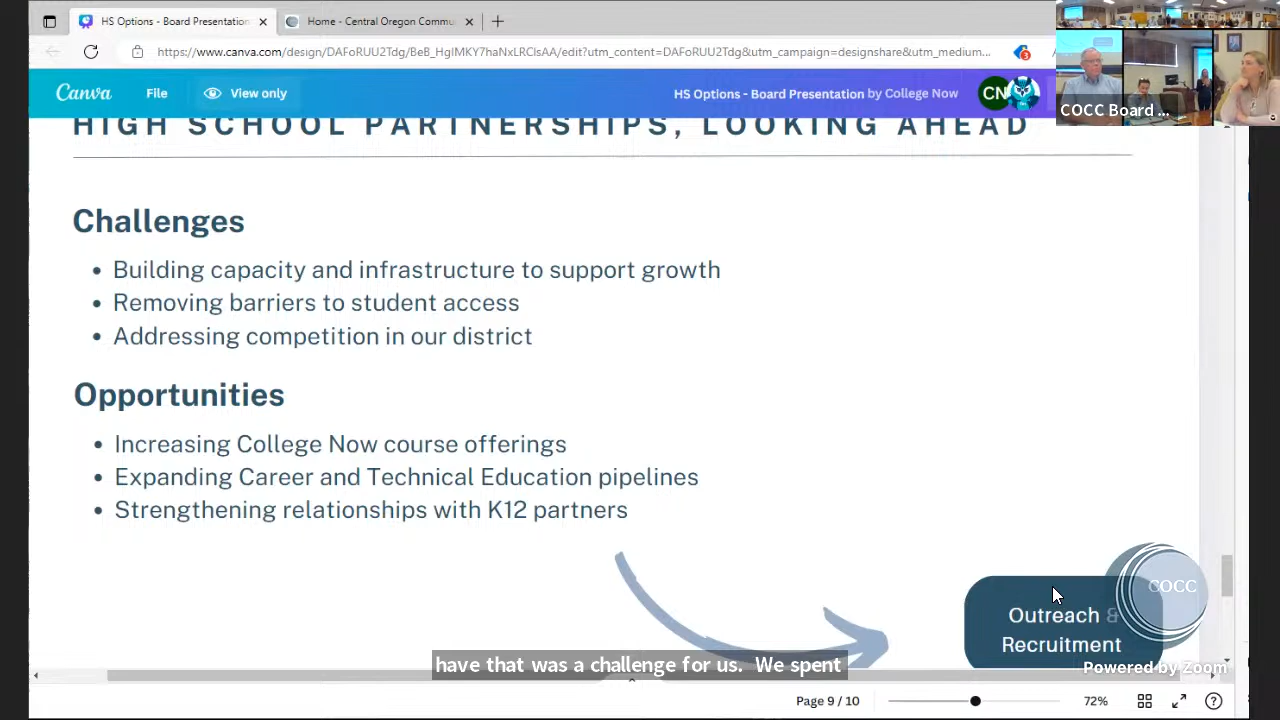 HS Options - Board Presentation
Home - Central Oregon Commu
https://www.canva.com/design/DAFoRUU2Tdg/BeB_HgIMKY7haNxLRCIsAA/edit?utm_content=DAFoRUU2Tdg&utm_campaign=designshare&utm_medium...
3
Canva
File
View only
HS Options - Board Presentation by College Now
CN
COCC Board ...
HIGH SCHOOL PARTNERSHIPS, LOOKING AHEAD
Challenges
• Building capacity and infrastructure to support growth
• Removing barriers to student access
• Addressing competition in our district
Opportunities
• Increasing College Now course offerings
• Expanding Career and Technical Education pipelines
• Strengthening relationships with K12 partners
COCC
Outreach &
Recruitment
have that was a challenge for us. We spent
Powered by Zoom
Page 9 / 10
72%
?